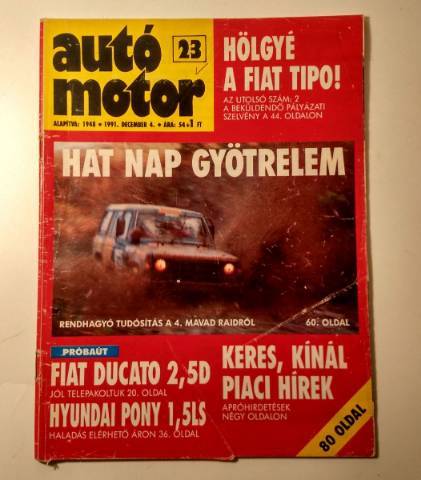 autó
motor
23
ALAPÍTVA: 1948 • 1991. DECEMBER 4. • ÁRA: 54+1 FT
HÖLGYÉ
A FIAT TIPO!
AZ UTOLSÓ SZÁM: 2
A BEKÜLDENDŐ PÁLYÁZATI
SZELVÉNY A 44. OLDALON
HAT NAP GYÖTRELEM
RENDHAGYÓ TUDÓSÍTÁS A 4. MAVAD RAIDRÓL
60. OLDAL
PRÓBAÚT
FIAT DUCATO 2,5D
JÓL TELEPAKOLTUK 20. OLDAL
HYUNDAI PONY 1,5LS
HALADÁS ELÉRHETŐ ÁRON 36. OLDAL
KERES, KÍNÁL
PIACI HÍREK
APRÓHIRDETÉSEK
NÉGY OLDALON
80 OLDAL